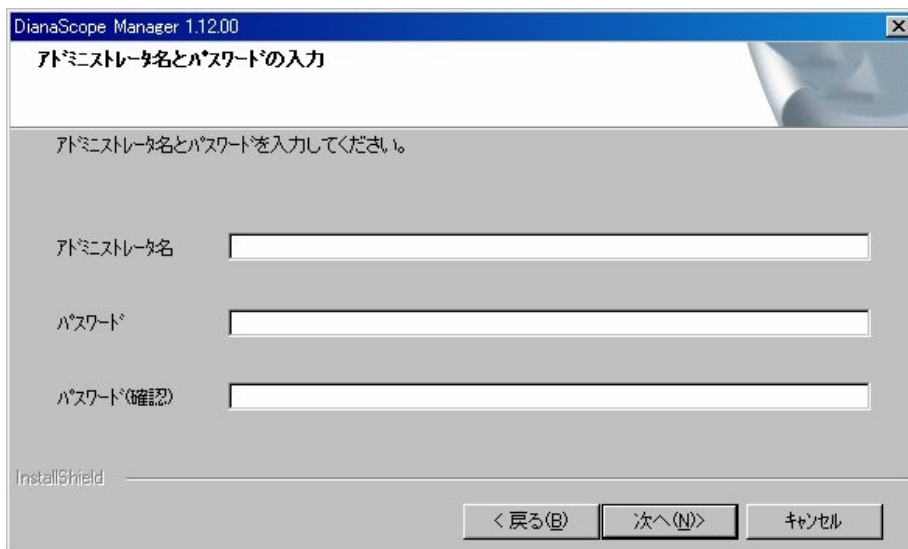 DianaScope Manager 1.12.00
ｱﾄﾞﾐﾆｽﾄﾚｰﾀ名とﾊﾟｽﾜｰﾄﾞの入力
ｱﾄﾞﾐﾆｽﾄﾚｰﾀ名とﾊﾟｽﾜｰﾄﾞを入力してください。
ｱﾄﾞﾐﾆｽﾄﾚｰﾀ名
ﾊﾟｽﾜｰﾄﾞ
ﾊﾟｽﾜｰﾄﾞ(確認)
InstallShield
< 戻る(B) 次へ(N)> ｷｬﾝｾﾙ